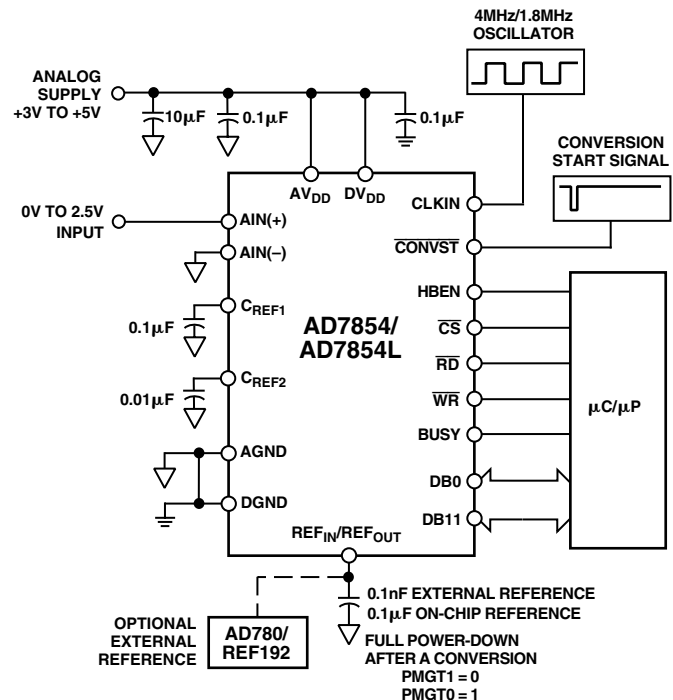 4MHz/1.8MHz
OSCILLATOR
ANALOG
SUPPLY
+3V TO +5V
10μF
0.1μF
0.1μF
CONVERSION
START SIGNAL
AVDD
DVDD
CLKIN
0V TO 2.5V
INPUT
AIN(+)
CONVST
AIN(–)
HBEN
CREF1
AD7854/
AD7854L
CS
0.1μF
RD
CREF2
WR
μC/μP
0.01μF
BUSY
AGND
DB0
DGND
DB11
REFIN/REFOUT
0.1nF EXTERNAL REFERENCE
0.1μF ON-CHIP REFERENCE
OPTIONAL
EXTERNAL
REFERENCE
AD780/
REF192
FULL POWER-DOWN
AFTER A CONVERSION
PMGT1 = 0
PMGT0 = 1